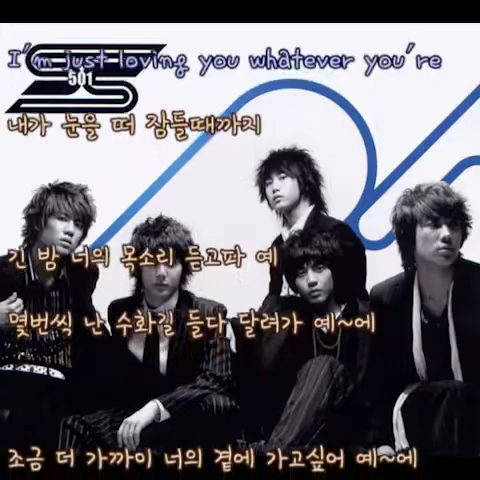 I'm just loving you whatever you're
501
내가 눈을 떠 잠들때까지
긴 밤 너의 목소리 듣고파 예
몇번씩 난 수화길 들다 달려가 예~에
조금 더 가까이 너의 곁에 가고싶어 예~에